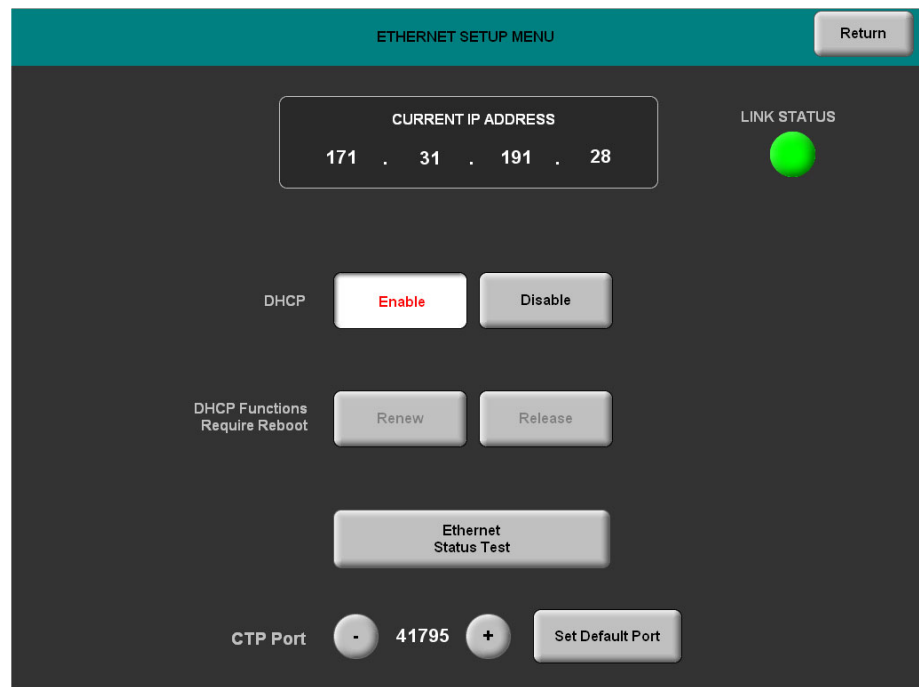 ETHERNET SETUP MENU
Return
CURRENT IP ADDRESS
LINK STATUS
171 . 31 . 191 . 28
DHCP
Enable
Disable
DHCP Functions
Require Reboot
Renew
Release
Ethernet
Status Test
CTP Port
-
41795
+
Set Default Port